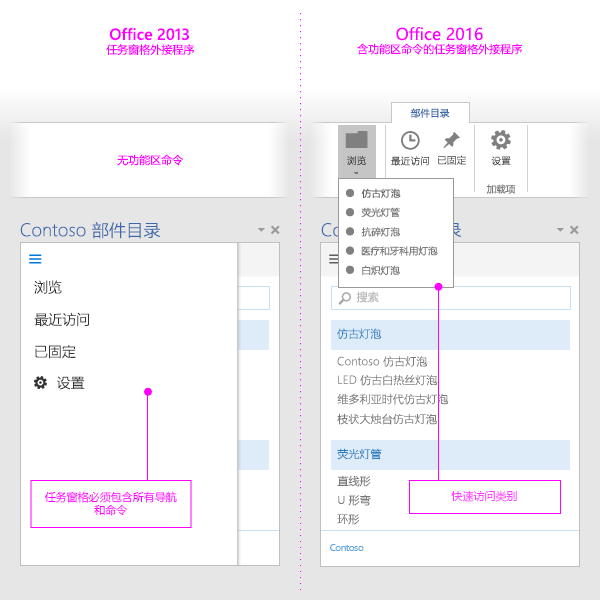 Office 2013
任务窗格外接程序
无功能区命令
Contoso 部件目录
浏览
最近访问
已固定
设置
任务窗格必须包含所有导航
和命令
Office 2016
含功能区命令的任务窗格外接程序
部件目录
浏览
最近访问
已固定
设置
加载项
仿古灯泡
荧光灯管
抗碎灯泡
医疗和牙科用灯泡
白炽灯泡
Co
录
搜索
仿古灯泡
Contoso 仿古灯泡
LED 仿古白热丝灯泡
维多利亚时代仿古灯泡
枝状大烛台仿古灯泡
荧光灯管
直线形
U 形弯
环形
快速访问类别
Contoso